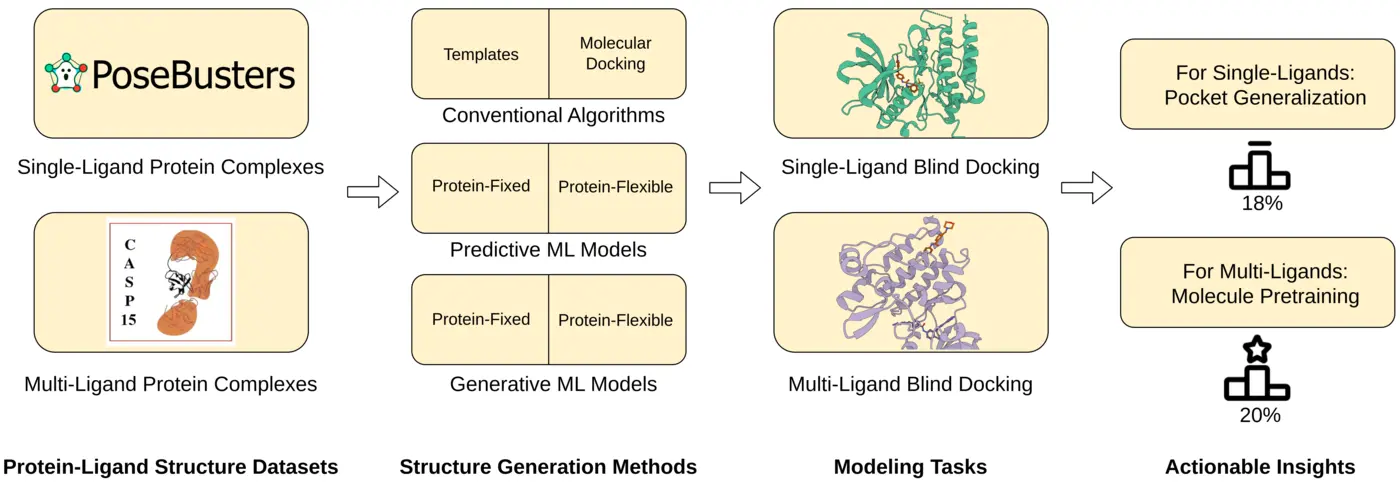 PoseBusters
Single-Ligand Protein Complexes
C
A
S
P
15
Multi-Ligand Protein Complexes
Protein-Ligand Structure Datasets
Templates
Molecular
Docking
Conventional Algorithms
Protein-Fixed
Protein-Flexible
Predictive ML Models
Protein-Fixed
Protein-Flexible
Generative ML Models
Structure Generation Methods
Single-Ligand Blind Docking
Multi-Ligand Blind Docking
Modeling Tasks
For Single-Ligands:
Pocket Generalization
18%
For Multi-Ligands:
Molecule Pretraining
20%
Actionable Insights